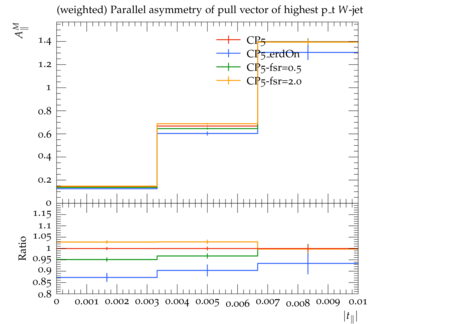 (weighted) Parallel asymmetry of pull vector of highest p_t W-jet
A^M_∥
1.4
1.2
1
0.8
0.6
0.4
0.2
0
CP5
CP5_erdOn
CP5-fsr=0.5
CP5-fsr=2.0
Ratio
1.15
1.1
1.05
1
0.95
0.9
0.85
0.8
0 0.001 0.002 0.003 0.004 0.005 0.006 0.007 0.008 0.009 0.01
|t_∥|